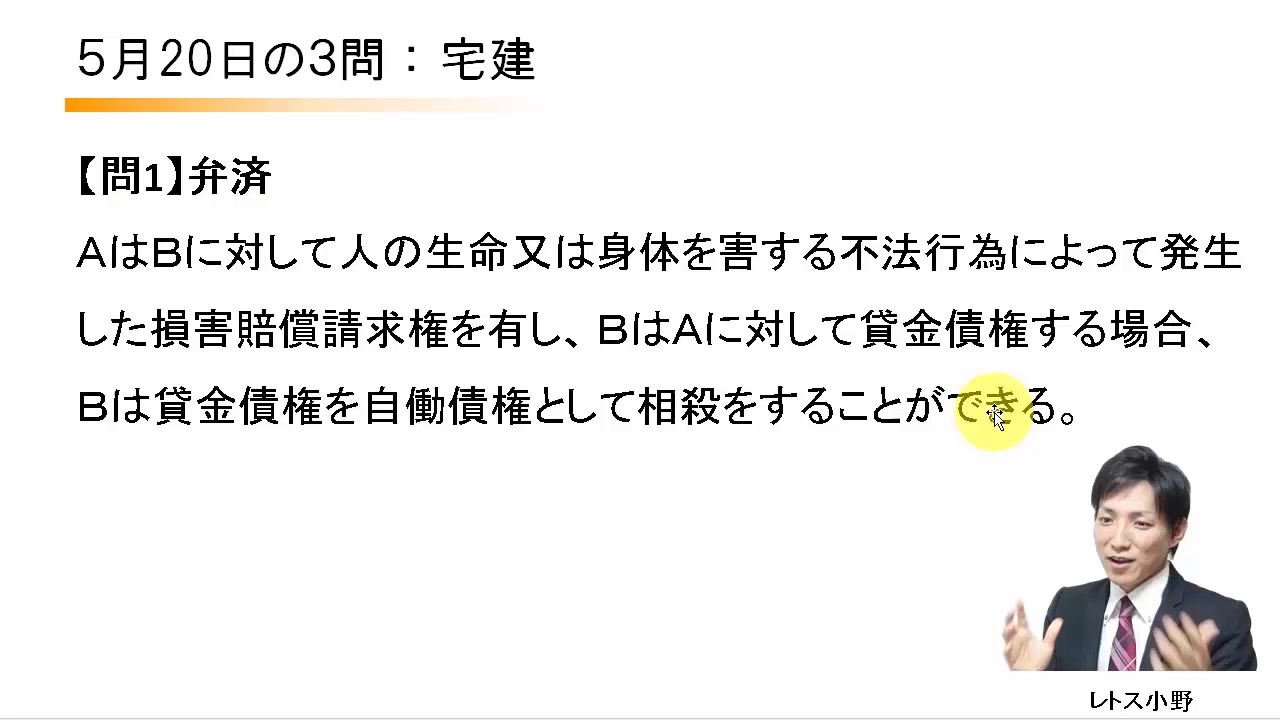 5月20日の3問：宅建
【問1】弁済
AはBに対して人の生命又は身体を害する不法行為によって発生
した損害賠償請求権を有し、BはAに対して貸金債権する場合、
Bは貸金債権を自働債権として相殺をすることができる。
レトス小野